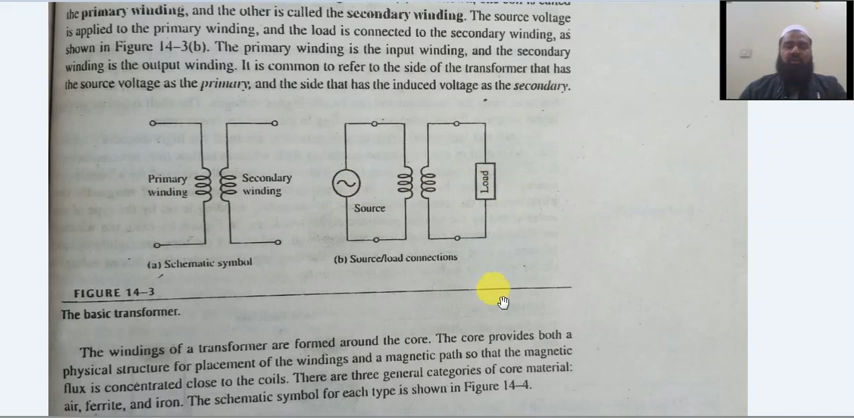 the primary winding, and the other is called the secondary winding. The source voltage
is applied to the primary winding, and the load is connected to the secondary winding, as
shown in Figure 14–3(b). The primary winding is the input winding, and the secondary
winding is the output winding. It is common to refer to the side of the transformer that has
the source voltage as the primary, and the side that has the induced voltage as the secondary.
Primary
winding
Secondary
winding
Source
Load
(a) Schematic symbol
(b) Source/load connections
FIGURE 14–3
The basic transformer.
The windings of a transformer are formed around the core. The core provides both a
physical structure for placement of the windings and a magnetic path so that the magnetic
flux is concentrated close to the coils. There are three general categories of core material:
air, ferrite, and iron. The schematic symbol for each type is shown in Figure 14–4.